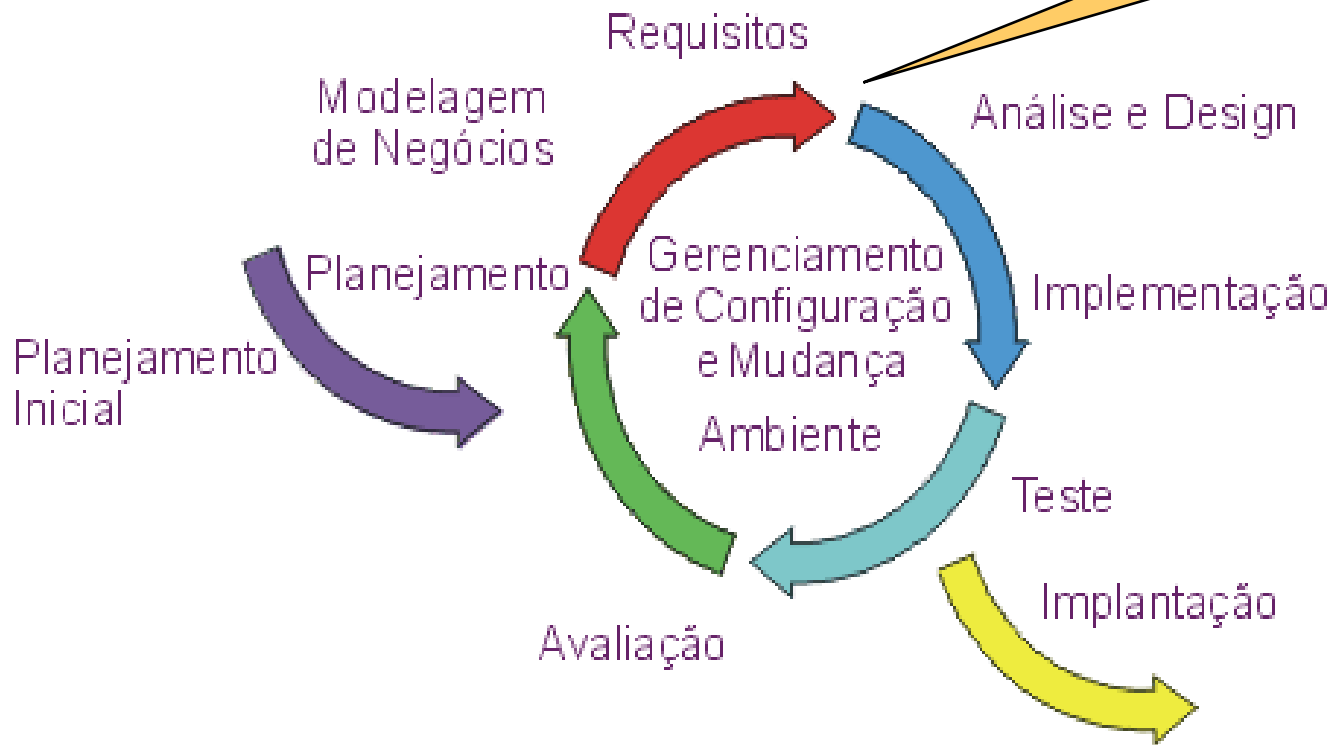 Requisitos
Modelagem
de Negócios
Análise e Design
Planejamento
Gerenciamento
de Configuração
e Mudança
Implementação
Planejamento
Inicial
Ambiente
Teste
Implantação
Avaliação